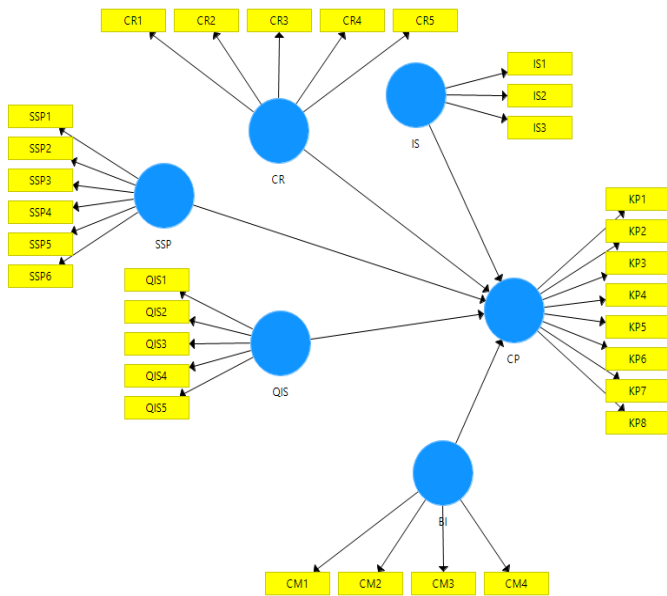 CR1 CR2 CR3 CR4 CR5
IS1
IS2
IS3
IS
CR
SSP1
SSP2
SSP3
SSP4
SSP5
SSP6
SSP
QIS1
QIS2
QIS3
QIS4
QIS5
QIS
KP1
KP2
KP3
KP4
KP5
KP6
KP7
KP8
CP
BI
CM1 CM2 CM3 CM4